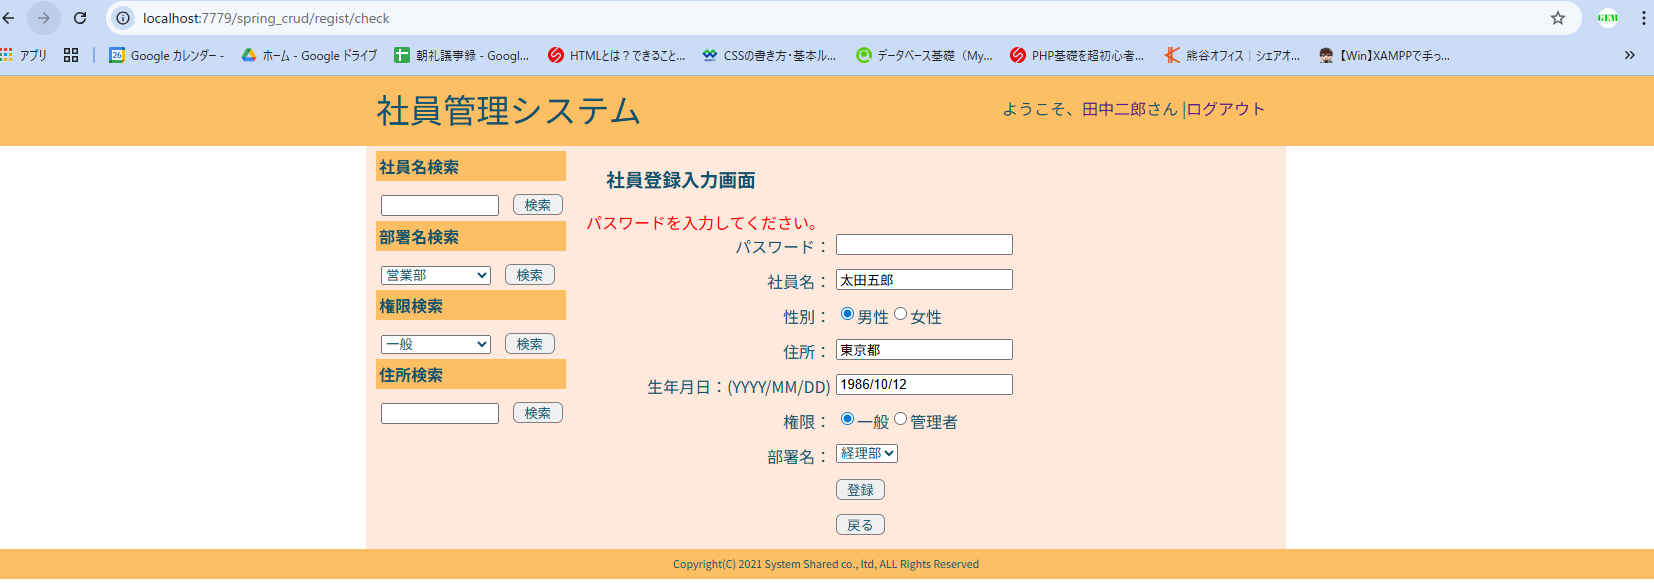 localhost:7779/spring_crud/regist/check
GEM
アプリ
26 Google カレンダー -
ホーム - Google ドライブ
朝礼議事録 - Googl...
HTMLとは？できること...
CSSの書き方・基本ル...
データベース基礎（My...
PHP基礎を超初心者...
熊谷オフィス｜シェアオ...
【Win】XAMPPで手っ...
社員管理システム
ようこそ、田中二郎さん |ログアウト
社員名検索
検索
部署名検索
営業部 検索
権限検索
一般 検索
住所検索
検索
社員登録入力画面
パスワードを入力してください。
パスワード：
社員名： 太田五郎
性別： 男性 女性
住所： 東京都
生年月日：(YYYY/MM/DD) 1986/10/12
権限： 一般 管理者
部署名： 経理部
登録
戻る
Copyright(C) 2021 System Shared co., ltd, ALL Rights Reserved